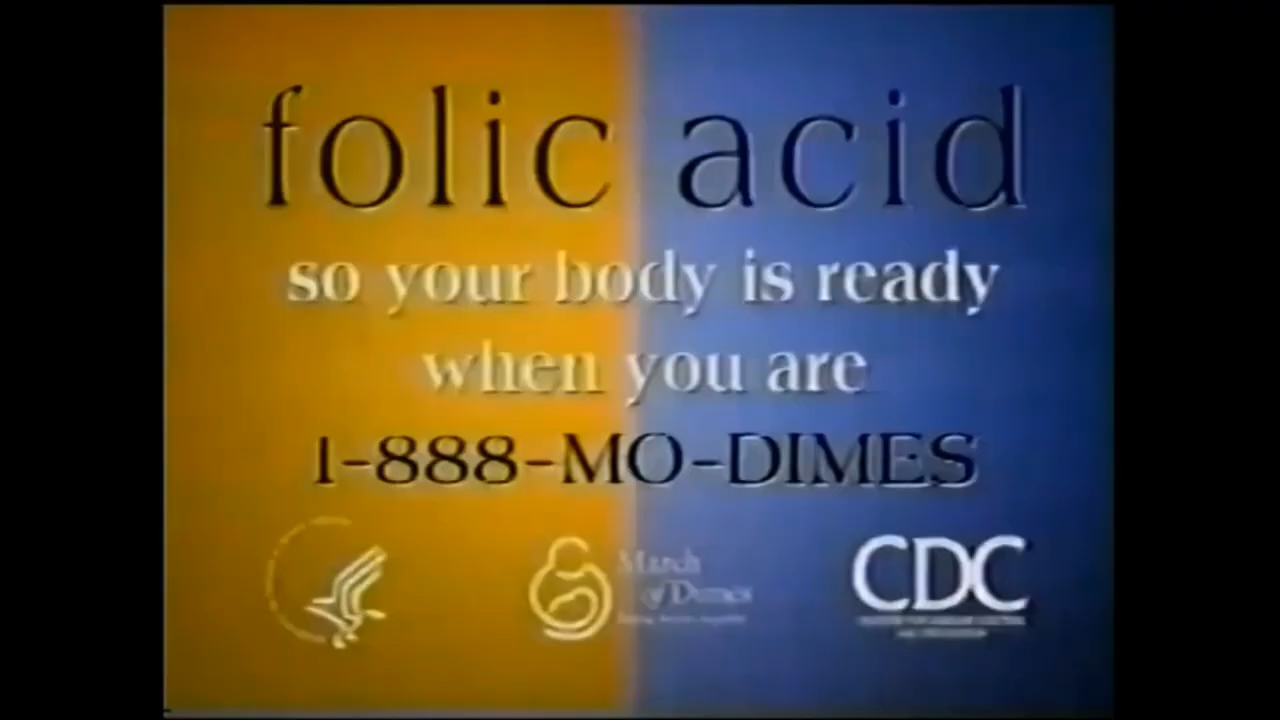 folic acid
so your body is ready
when you are
1-888-MO-DIMES
March
of Dimes
CDC